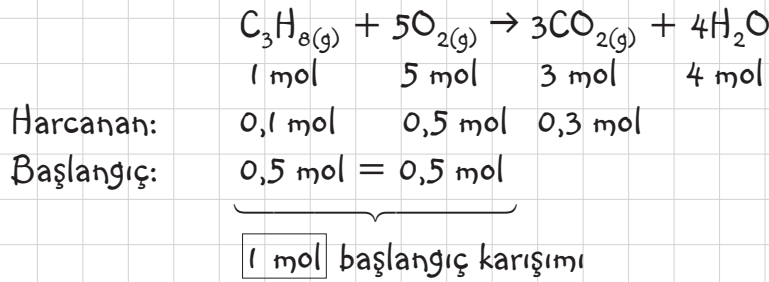 C₃H₈(g) + 5O₂(g) → 3CO₂(g) + 4H₂O
1 mol 5 mol 3 mol 4 mol
Harcanan: 0,1 mol 0,5 mol 0,3 mol
Başlangıç: 0,5 mol = 0,5 mol
1 mol başlangıç karışımı